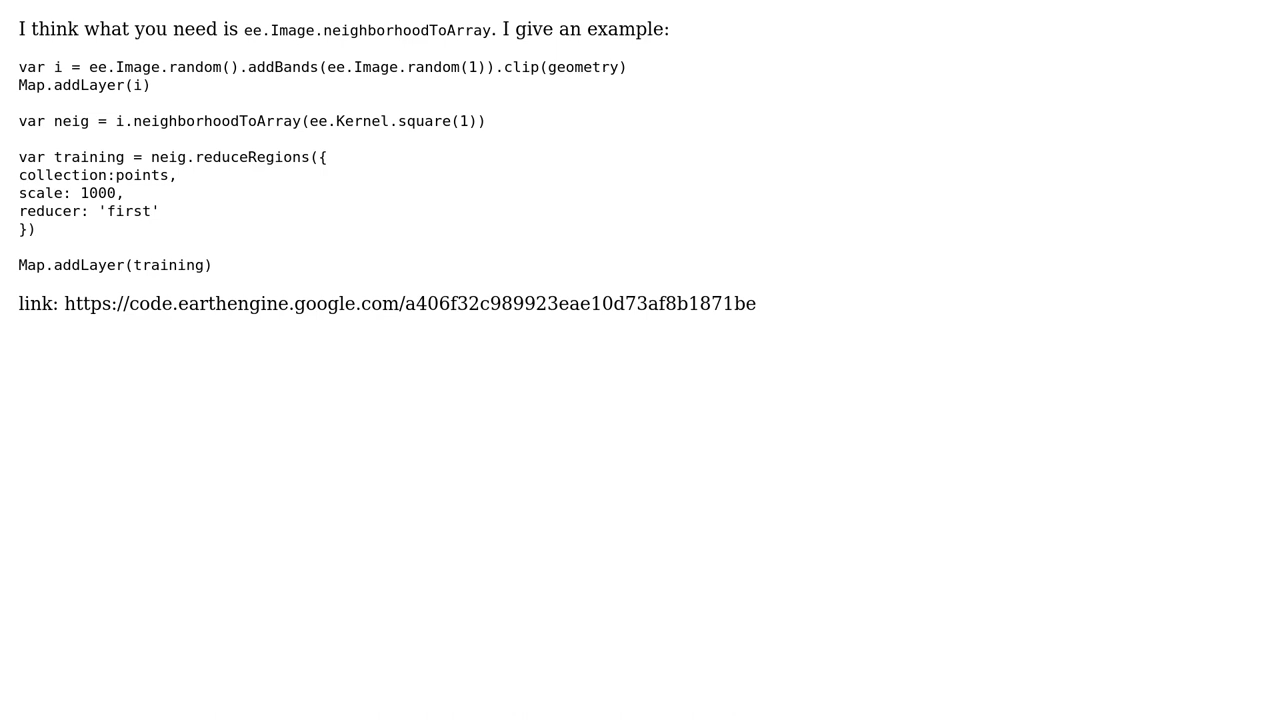 I think what you need is ee.Image.neighborhoodToArray. I give an example:
var i = ee.Image.random().addBands(ee.Image.random(1)).clip(geometry)
Map.addLayer(i)
var neig = i.neighborhoodToArray(ee.Kernel.square(1))
var training = neig.reduceRegions({
collection:points,
scale: 1000,
reducer: 'first'
})
Map.addLayer(training)
link: https://code.earthengine.google.com/a406f32c989923eae10d73af8b1871be